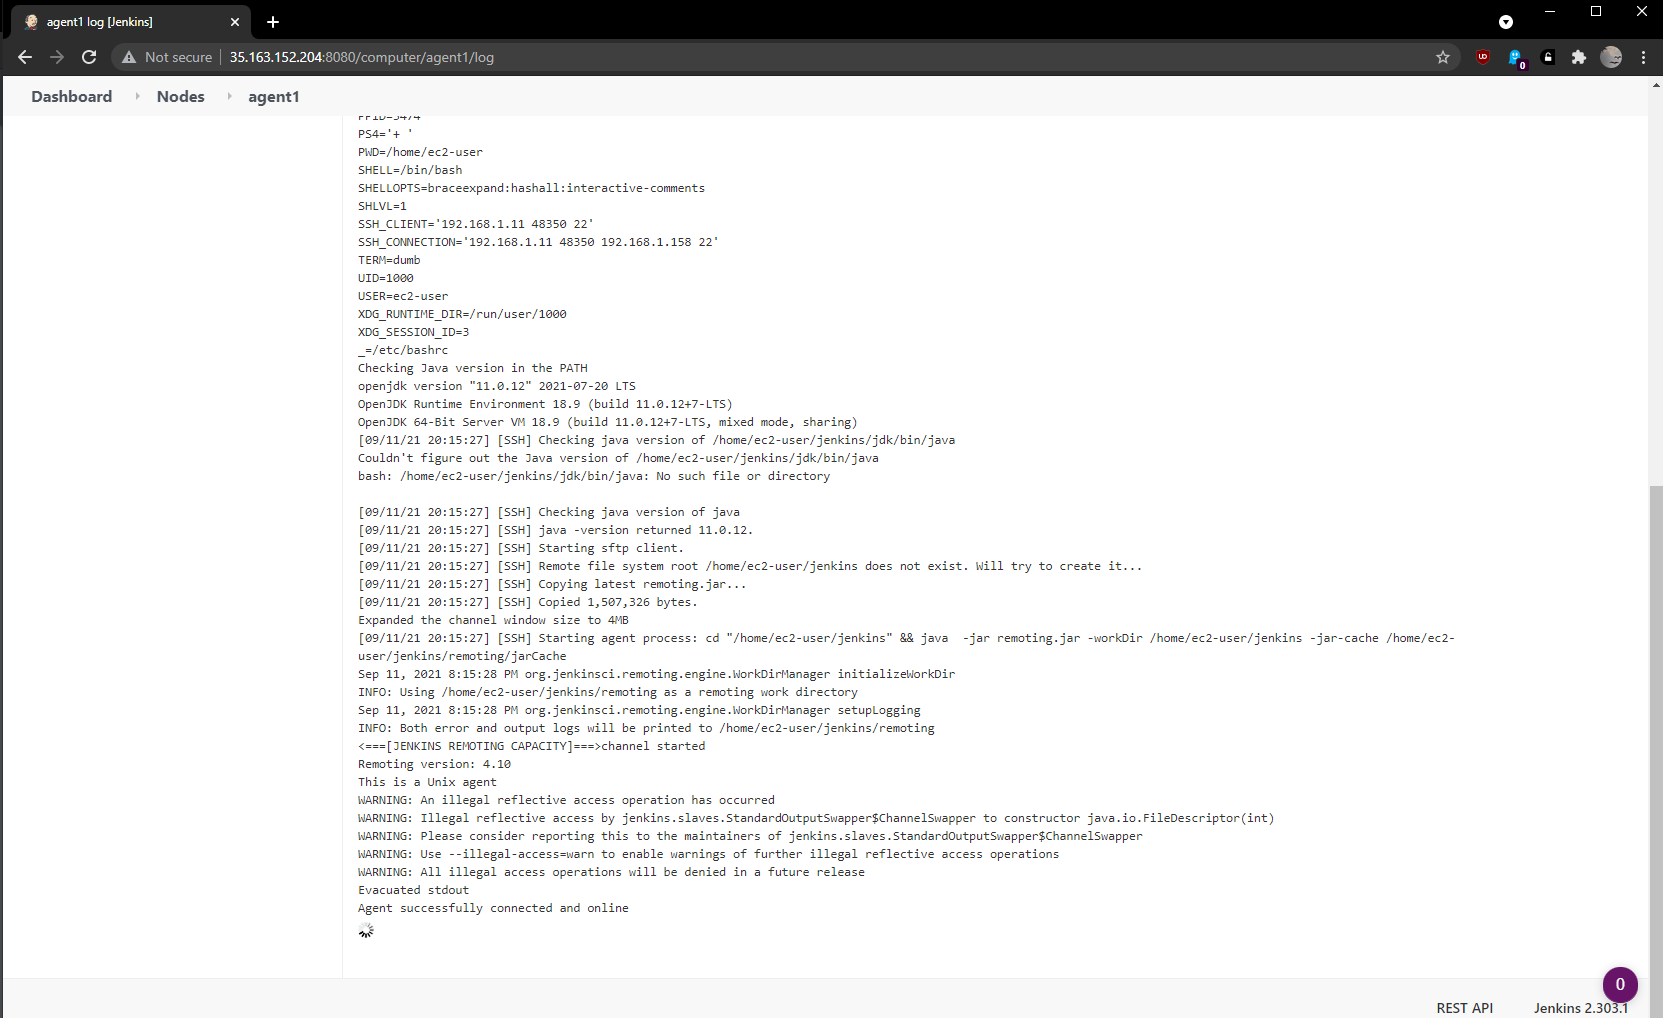 agent1 log [Jenkins]
Not secure
35.163.152.204:8080/computer/agent1/log
0
Dashboard
Nodes
agent1
PPID=3474
PS4='+ '
PWD=/home/ec2-user
SHELL=/bin/bash
SHELLOPTS=braceexpand:hashall:interactive-comments
SHLVL=1
SSH_CLIENT='192.168.1.11 48350 22'
SSH_CONNECTION='192.168.1.11 48350 192.168.1.158 22'
TERM=dumb
UID=1000
USER=ec2-user
XDG_RUNTIME_DIR=/run/user/1000
XDG_SESSION_ID=3
_=/etc/bashrc
Checking Java version in the PATH
openjdk version "11.0.12" 2021-07-20 LTS
OpenJDK Runtime Environment 18.9 (build 11.0.12+7-LTS)
OpenJDK 64-Bit Server VM 18.9 (build 11.0.12+7-LTS, mixed mode, sharing)
[09/11/21 20:15:27] [SSH] Checking java version of /home/ec2-user/jenkins/jdk/bin/java
Couldn't figure out the Java version of /home/ec2-user/jenkins/jdk/bin/java
bash: /home/ec2-user/jenkins/jdk/bin/java: No such file or directory
[09/11/21 20:15:27] [SSH] Checking java version of java
[09/11/21 20:15:27] [SSH] java -version returned 11.0.12.
[09/11/21 20:15:27] [SSH] Starting sftp client.
[09/11/21 20:15:27] [SSH] Remote file system root /home/ec2-user/jenkins does not exist. Will try to create it...
[09/11/21 20:15:27] [SSH] Copying latest remoting.jar...
[09/11/21 20:15:27] [SSH] Copied 1,507,326 bytes.
Expanded the channel window size to 4MB
[09/11/21 20:15:27] [SSH] Starting agent process: cd "/home/ec2-user/jenkins" && java  -jar remoting.jar -workDir /home/ec2-user/jenkins -jar-cache /home/ec2-
user/jenkins/remoting/jarCache
Sep 11, 2021 8:15:28 PM org.jenkinsci.remoting.engine.WorkDirManager initializeWorkDir
INFO: Using /home/ec2-user/jenkins/remoting as a remoting work directory
Sep 11, 2021 8:15:28 PM org.jenkinsci.remoting.engine.WorkDirManager setupLogging
INFO: Both error and output logs will be printed to /home/ec2-user/jenkins/remoting
<===[JENKINS REMOTING CAPACITY]===>channel started
Remoting version: 4.10
This is a Unix agent
WARNING: An illegal reflective access operation has occurred
WARNING: Illegal reflective access by jenkins.slaves.StandardOutputSwapper$ChannelSwapper to constructor java.io.FileDescriptor(int)
WARNING: Please consider reporting this to the maintainers of jenkins.slaves.StandardOutputSwapper$ChannelSwapper
WARNING: Use --illegal-access=warn to enable warnings of further illegal reflective access operations
WARNING: All illegal access operations will be denied in a future release
Evacuated stdout
Agent successfully connected and online
0
REST API
Jenkins 2.303.1